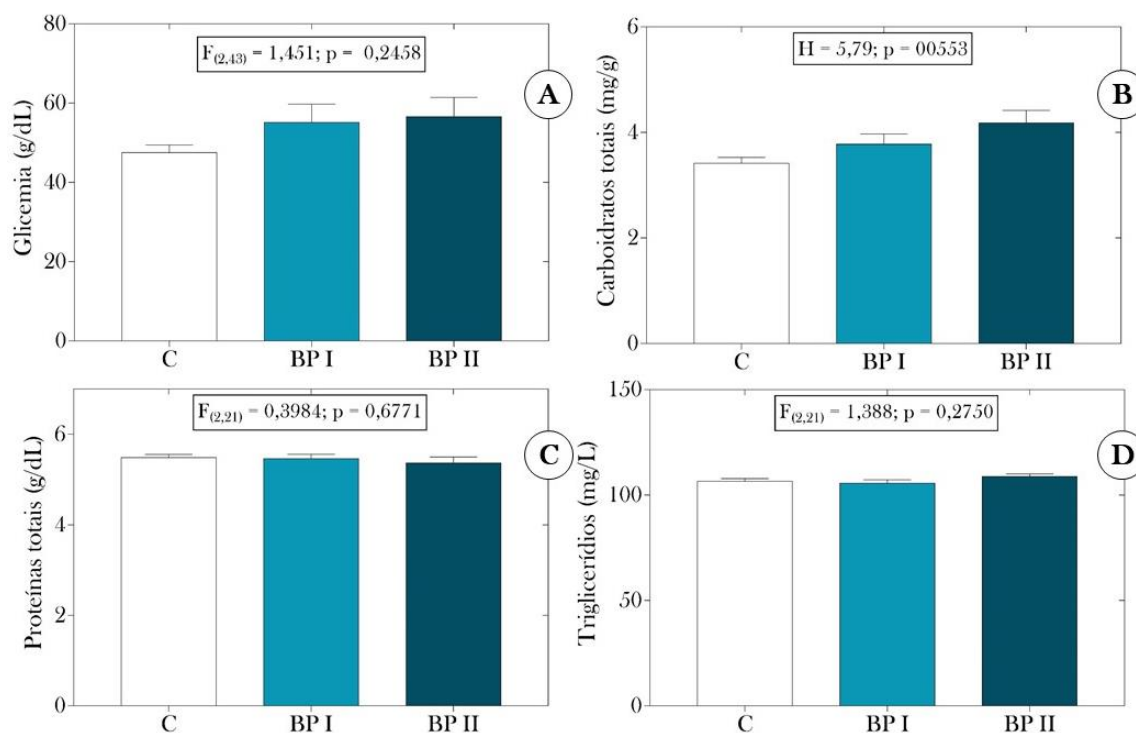 80
F(2,43) = 1,451; p = 0,2458
A
60
40
20
0
Glicemia (g/dL)
C BP I BP II
6
H = 5,79; p = 00553
B
4
2
0
Carboidratos totais (mg/g)
C BP I BP II
F(2,21) = 0,3984; p = 0,6771
6
C
4
2
0
Proteínas totais (g/dL)
C BP I BP II
150
F(2,21) = 1,388; p = 0,2750
D
100
50
0
Triglicerídios (mg/L)
C BP I BP II